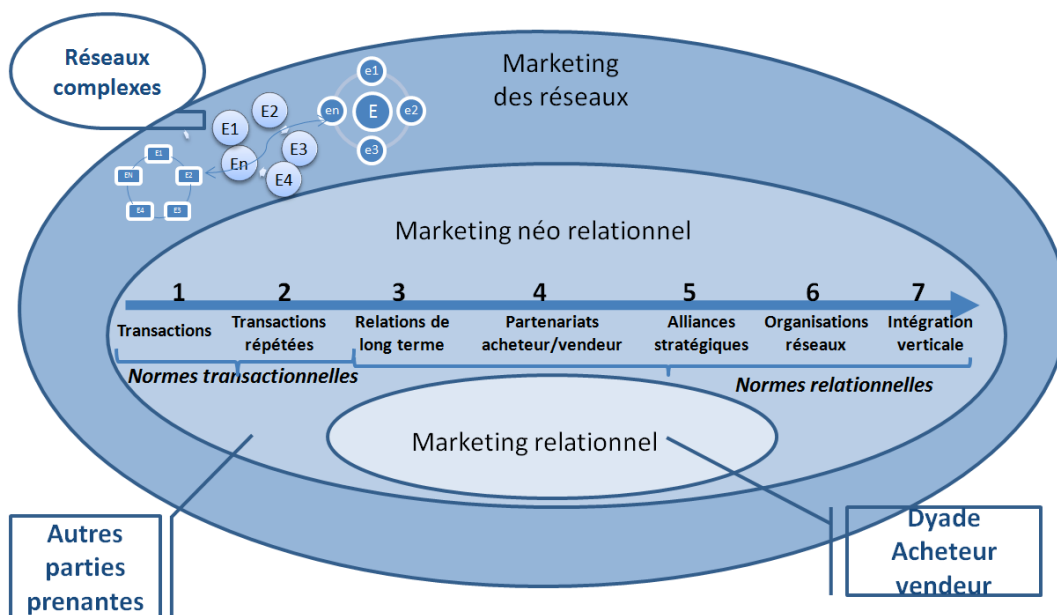 Réseaux
complexes
Marketing
des réseaux
e1
en
E
e2
e3
E1
E2
En
E3
E4
E1
EN
E2
E4
E3
Marketing néo relationnel
1 2 3 4 5 6 7
Transactions
Transactions
répétées
Relations de
long terme
Partenariats
acheteur/vendeur
Alliances
stratégiques
Organisations
réseaux
Intégration
verticale
Normes transactionnelles
Normes relationnelles
Marketing relationnel
Autres
parties
prenantes
Dyade
Acheteur
vendeur